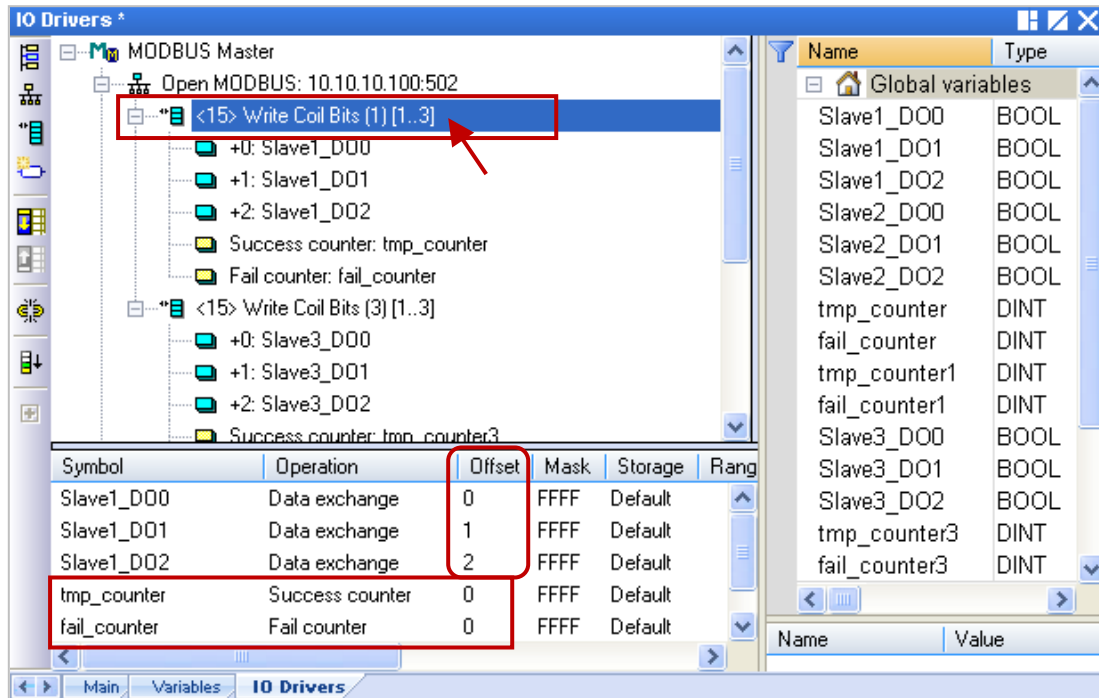 IO Drivers *
MODBUS Master
Open MODBUS: 10.10.10.100:502
<15> Write Coil Bits (1) [1..3]
+0: Slave1_DO0
+1: Slave1_DO1
+2: Slave1_DO2
Success counter: tmp_counter
Fail counter: fail_counter
<15> Write Coil Bits (3) [1..3]
+0: Slave3_DO0
+1: Slave3_DO1
+2: Slave3_DO2
Success counter: tmp_counter3
Symbol Operation Offset Mask Storage Rang
Slave1_DO0 Data exchange 0 FFFF Default
Slave1_DO1 Data exchange 1 FFFF Default
Slave1_DO2 Data exchange 2 FFFF Default
tmp_counter Success counter 0 FFFF Default
fail_counter Fail counter 0 FFFF Default
Name Type
Global variables
Slave1_DO0 BOOL
Slave1_DO1 BOOL
Slave1_DO2 BOOL
Slave2_DO0 BOOL
Slave2_DO1 BOOL
Slave2_DO2 BOOL
tmp_counter DINT
fail_counter DINT
tmp_counter1 DINT
fail_counter1 DINT
Slave3_DO0 BOOL
Slave3_DO1 BOOL
Slave3_DO2 BOOL
tmp_counter3 DINT
fail_counter3 DINT
Name Value
Main Variables IO Drivers